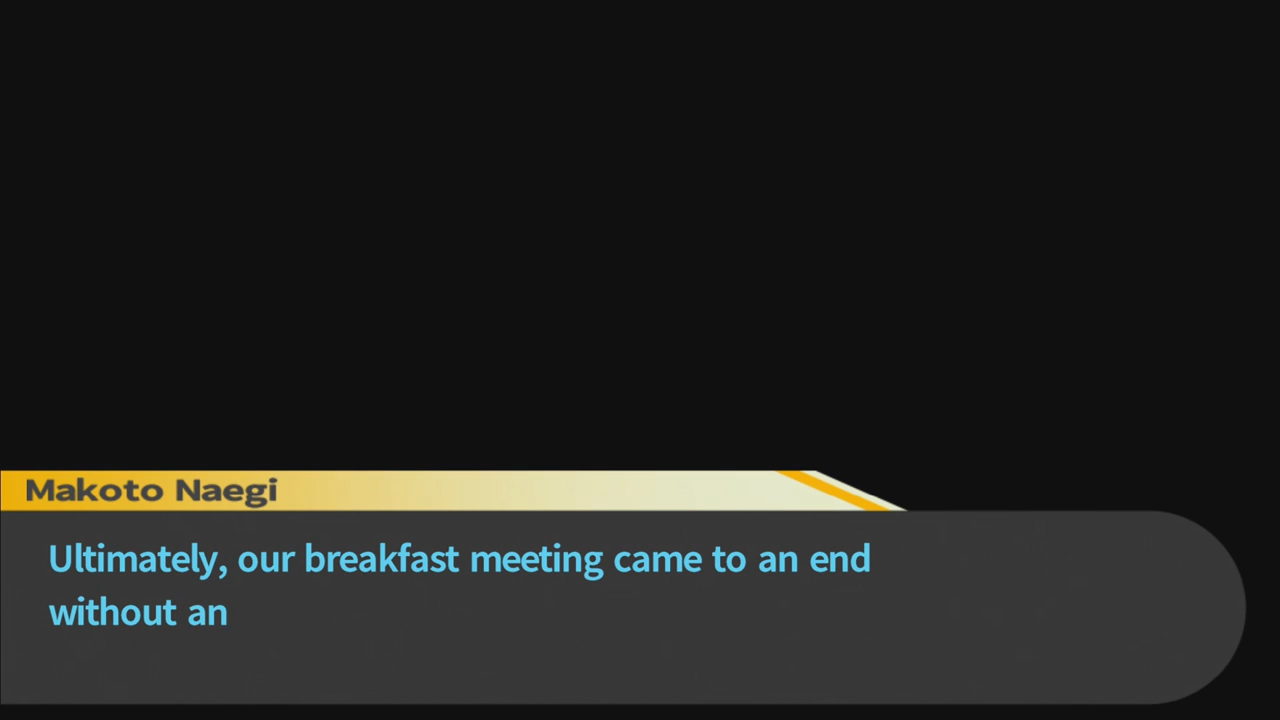 Makoto Naegi
Ultimately, our breakfast meeting came to an end
without an